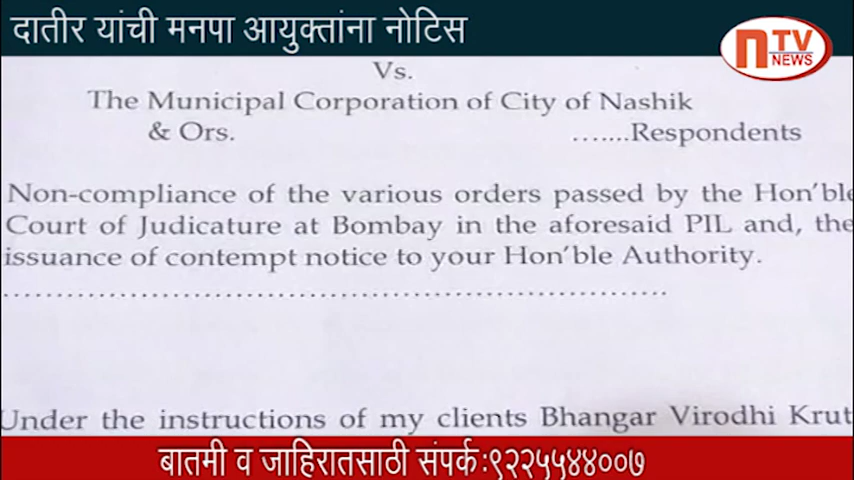 दातीर यांची मनपा आयुक्तांना नोटिस
nTV NEWS
Vs.
The Municipal Corporation of City of Nashik
& Ors. .......Respondents
Non-compliance of the various orders passed by the Hon'ble
Court of Judicature at Bombay in the aforesaid PIL and, the
issuance of contempt notice to your Hon'ble Authority.
Under the instructions of my clients Bhangar Virodhi Krut
बातमी व जाहिरातसाठी संपर्क:९२२५५४४००७